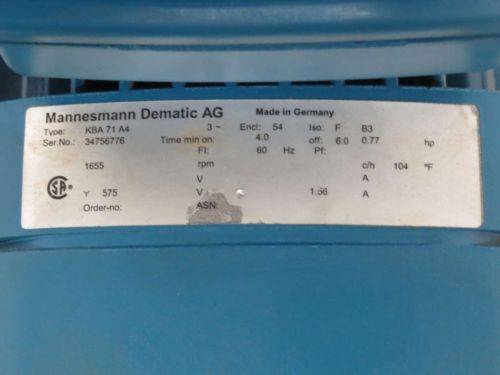 Mannesmann Dematic AG Made in Germany
Type: KBA 71 A4 3 ~ Encl: 54 Iso: F B3
Ser.No.: 34756776 Time min on: 4.0 off: 6.0 0.77 hp
FI: 60 Hz Pf:
1655 rpm c/h 104 °F
V A
SA Y 575 V 1.56 A
Order-no: ASN: